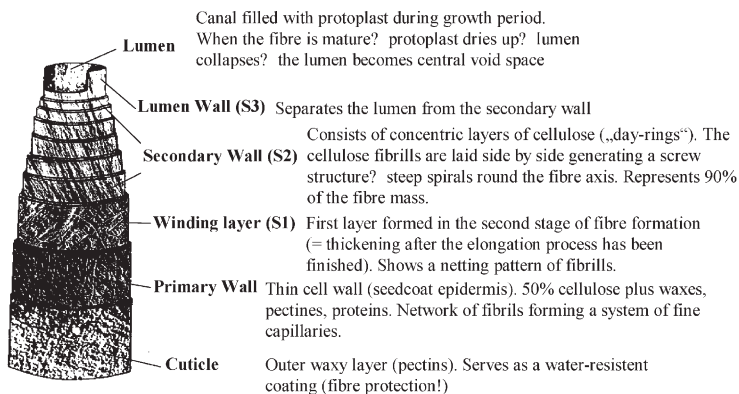 Canal filled with protoplast during growth period.
Lumen When the fibre is mature? protoplast dries up? lumen
collapses? the lumen becomes central void space
Lumen Wall (S3) Separates the lumen from the secondary wall
Consists of concentric layers of cellulose („day-rings“). The
Secondary Wall (S2) cellulose fibrills are laid side by side generating a screw
structure? steep spirals round the fibre axis. Represents 90%
of the fibre mass.
Winding layer (S1) First layer formed in the second stage of fibre formation
(= thickening after the elongation process has been
finished). Shows a netting pattern of fibrills.
Primary Wall Thin cell wall (seedcoat epidermis). 50% cellulose plus waxes,
pectines, proteins. Network of fibrils forming a system of fine
capillaries.
Cuticle Outer waxy layer (pectins). Serves as a water-resistent
coating (fibre protection!)